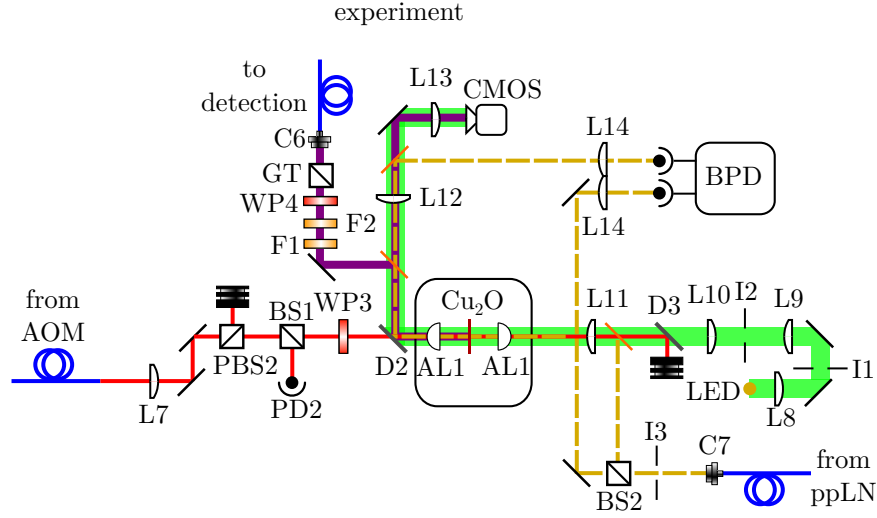 experiment
to
detection
L13
CMOS
C6
L14
GT
BPD
WP4
L12
L14
F2
F1
from
AOM
BS1
WP3
Cu₂O
L11
D3
L10
I2
L9
PBS2
D2
AL1
AL1
I1
L7
PD2
LED
L8
I3
C7
from
ppLN
BS2